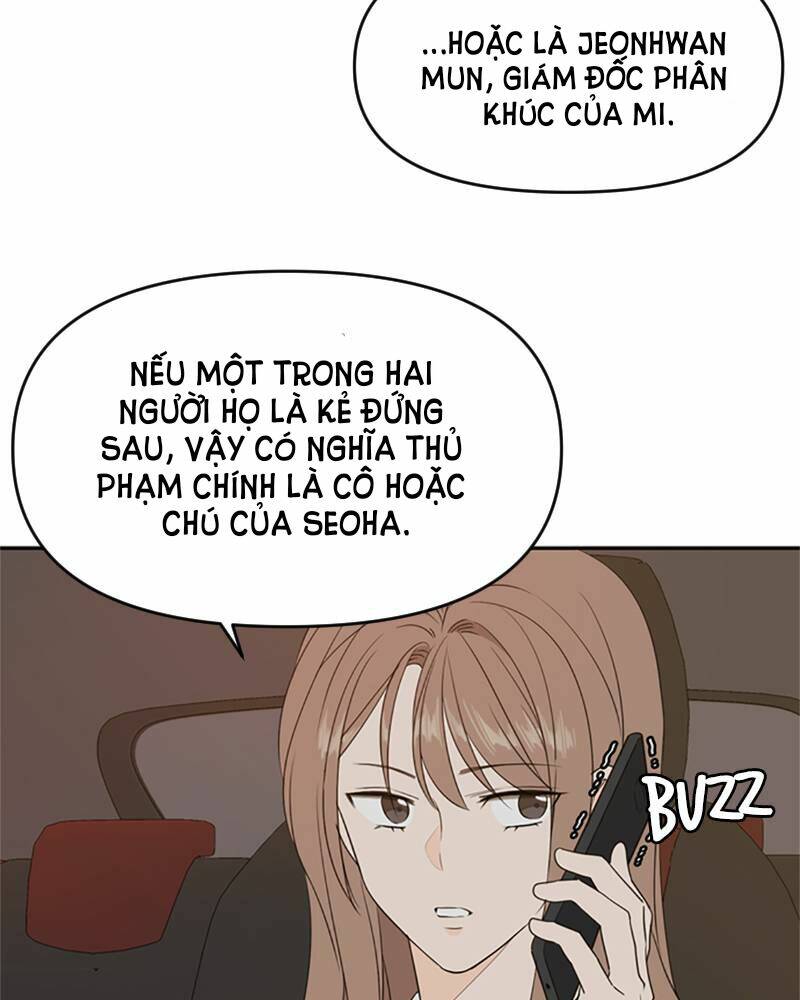 ...HOẶC LÀ JEONHWAN
MUN, GIÁM ĐỐC PHÂN
KHÚC CỦA MI.
NẾU MỘT TRONG HAI
NGƯỜI HỌ LÀ KẺ ĐỨNG
SAU, VẬY CÓ NGHĨA THỦ
PHẠM CHÍNH LÀ CÔ HOẶC
CHÚ CỦA SEOHA.
BUZZ